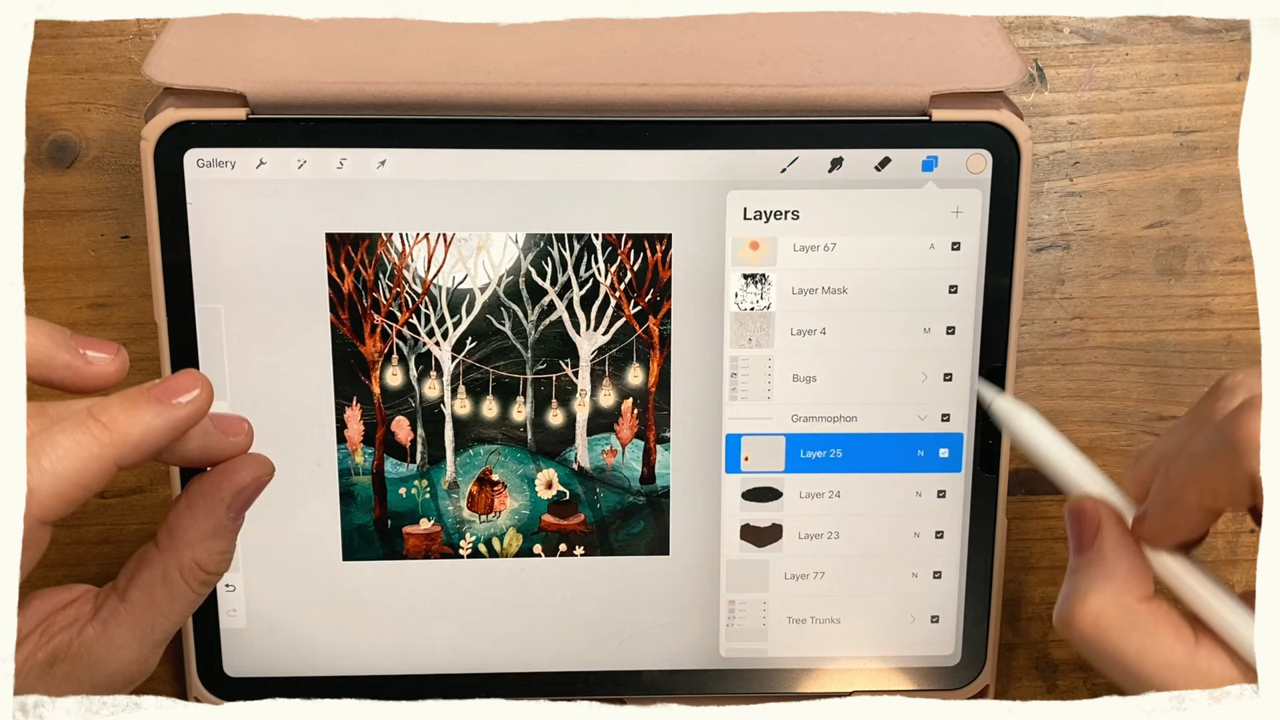 Gallery
Layers
Layer 67 A
Layer Mask
Layer 4 M
Bugs
Grammophon
Layer 25 N
Layer 24 N
Layer 23 N
Layer 77 N
Tree Trunks